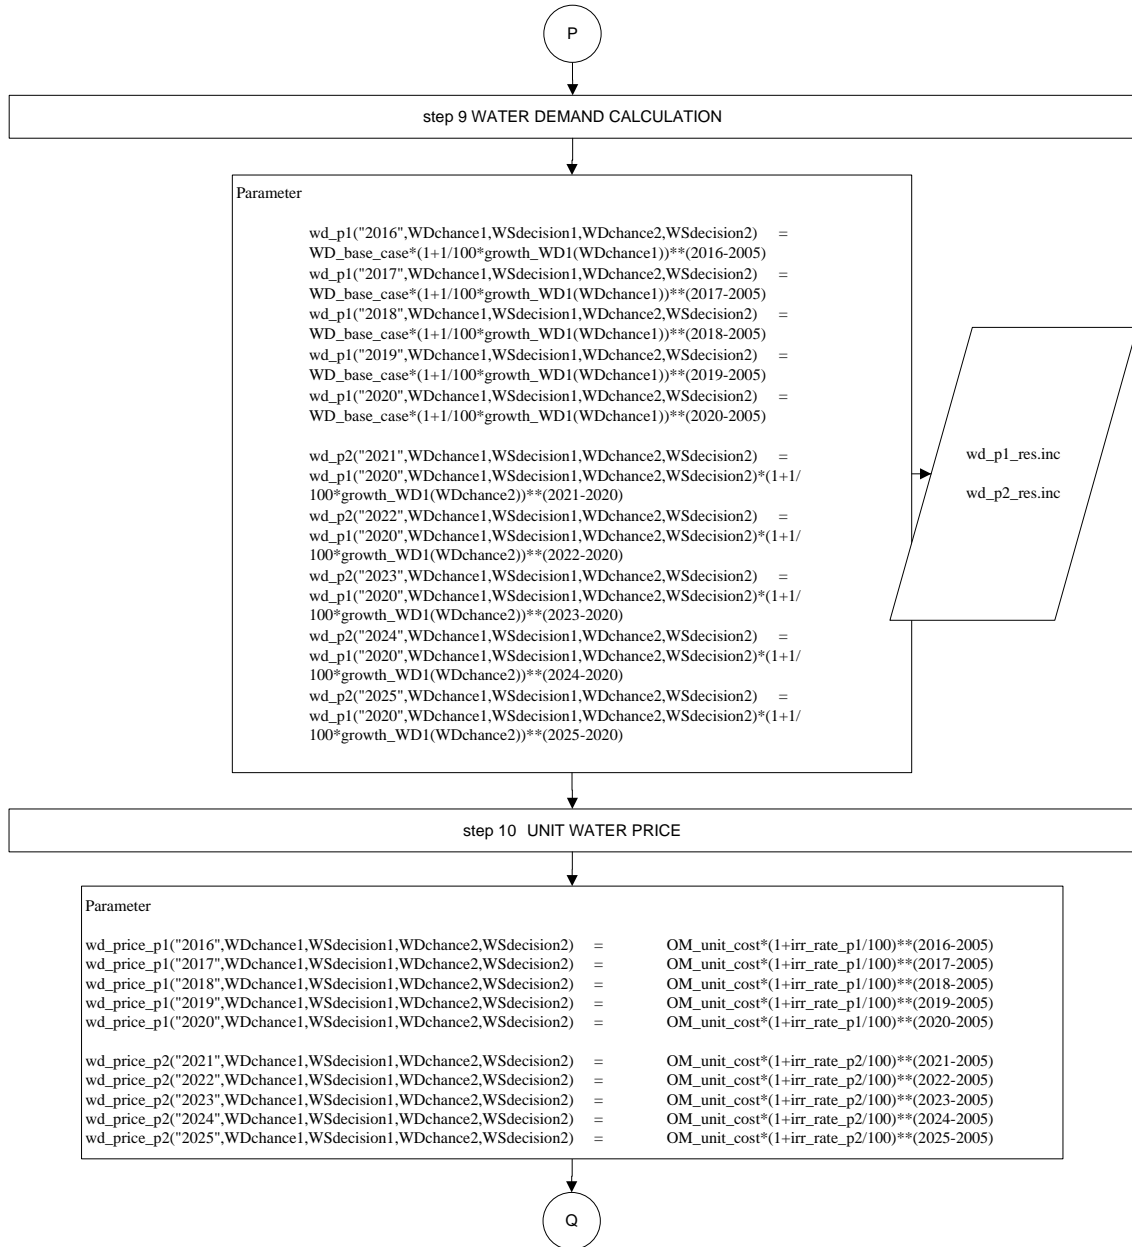 P
step 9 WATER DEMAND CALCULATION
Parameter
wd_p1("2016",WDchance1,WSdecision1,WDchance2,WSdecision2) =
WD_base_case*(1+1/100*growth_WD1(WDchance1))**(2016-2005)
wd_p1("2017",WDchance1,WSdecision1,WDchance2,WSdecision2) =
WD_base_case*(1+1/100*growth_WD1(WDchance1))**(2017-2005)
wd_p1("2018",WDchance1,WSdecision1,WDchance2,WSdecision2) =
WD_base_case*(1+1/100*growth_WD1(WDchance1))**(2018-2005)
wd_p1("2019",WDchance1,WSdecision1,WDchance2,WSdecision2) =
WD_base_case*(1+1/100*growth_WD1(WDchance1))**(2019-2005)
wd_p1("2020",WDchance1,WSdecision1,WDchance2,WSdecision2) =
WD_base_case*(1+1/100*growth_WD1(WDchance1))**(2020-2005)
wd_p2("2021",WDchance1,WSdecision1,WDchance2,WSdecision2) =
wd_p1("2020",WDchance1,WSdecision1,WDchance2,WSdecision2)*(1+1/
100*growth_WD1(WDchance2))**(2021-2020)
wd_p2("2022",WDchance1,WSdecision1,WDchance2,WSdecision2) =
wd_p1("2020",WDchance1,WSdecision1,WDchance2,WSdecision2)*(1+1/
100*growth_WD1(WDchance2))**(2022-2020)
wd_p2("2023",WDchance1,WSdecision1,WDchance2,WSdecision2) =
wd_p1("2020",WDchance1,WSdecision1,WDchance2,WSdecision2)*(1+1/
100*growth_WD1(WDchance2))**(2023-2020)
wd_p2("2024",WDchance1,WSdecision1,WDchance2,WSdecision2) =
wd_p1("2020",WDchance1,WSdecision1,WDchance2,WSdecision2)*(1+1/
100*growth_WD1(WDchance2))**(2024-2020)
wd_p2("2025",WDchance1,WSdecision1,WDchance2,WSdecision2) =
wd_p1("2020",WDchance1,WSdecision1,WDchance2,WSdecision2)*(1+1/
100*growth_WD1(WDchance2))**(2025-2020)
wd_p1_res.inc
wd_p2_res.inc
step 10 UNIT WATER PRICE
Parameter
wd_price_p1("2016",WDchance1,WSdecision1,WDchance2,WSdecision2) = OM_unit_cost*(1+irr_rate_p1/100)**(2016-2005)
wd_price_p1("2017",WDchance1,WSdecision1,WDchance2,WSdecision2) = OM_unit_cost*(1+irr_rate_p1/100)**(2017-2005)
wd_price_p1("2018",WDchance1,WSdecision1,WDchance2,WSdecision2) = OM_unit_cost*(1+irr_rate_p1/100)**(2018-2005)
wd_price_p1("2019",WDchance1,WSdecision1,WDchance2,WSdecision2) = OM_unit_cost*(1+irr_rate_p1/100)**(2019-2005)
wd_price_p1("2020",WDchance1,WSdecision1,WDchance2,WSdecision2) = OM_unit_cost*(1+irr_rate_p1/100)**(2020-2005)
wd_price_p2("2021",WDchance1,WSdecision1,WDchance2,WSdecision2) = OM_unit_cost*(1+irr_rate_p2/100)**(2021-2005)
wd_price_p2("2022",WDchance1,WSdecision1,WDchance2,WSdecision2) = OM_unit_cost*(1+irr_rate_p2/100)**(2022-2005)
wd_price_p2("2023",WDchance1,WSdecision1,WDchance2,WSdecision2) = OM_unit_cost*(1+irr_rate_p2/100)**(2023-2005)
wd_price_p2("2024",WDchance1,WSdecision1,WDchance2,WSdecision2) = OM_unit_cost*(1+irr_rate_p2/100)**(2024-2005)
wd_price_p2("2025",WDchance1,WSdecision1,WDchance2,WSdecision2) = OM_unit_cost*(1+irr_rate_p2/100)**(2025-2005)
Q